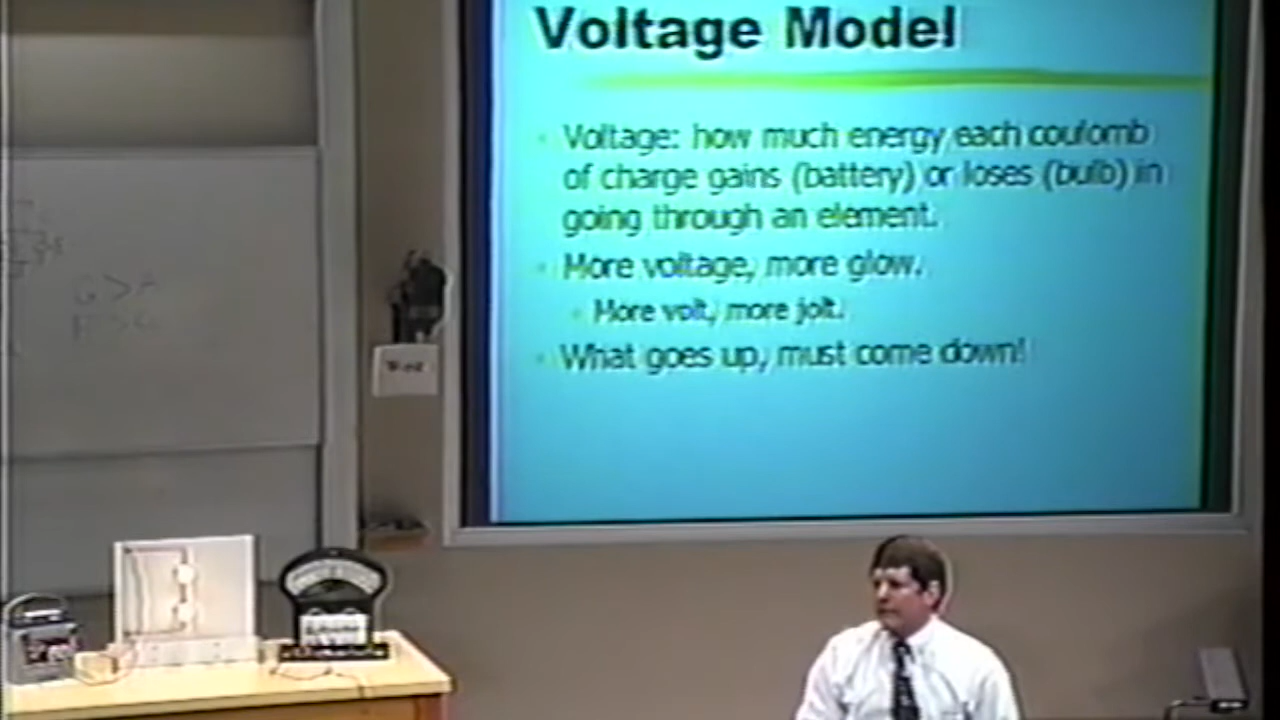 Voltage Model
Voltage: how much energy each coulomb
of charge gains (battery) or loses (bulb) in
going through an element.
More voltage, more glow.
More volt, more jolt.
What goes up, must come down!